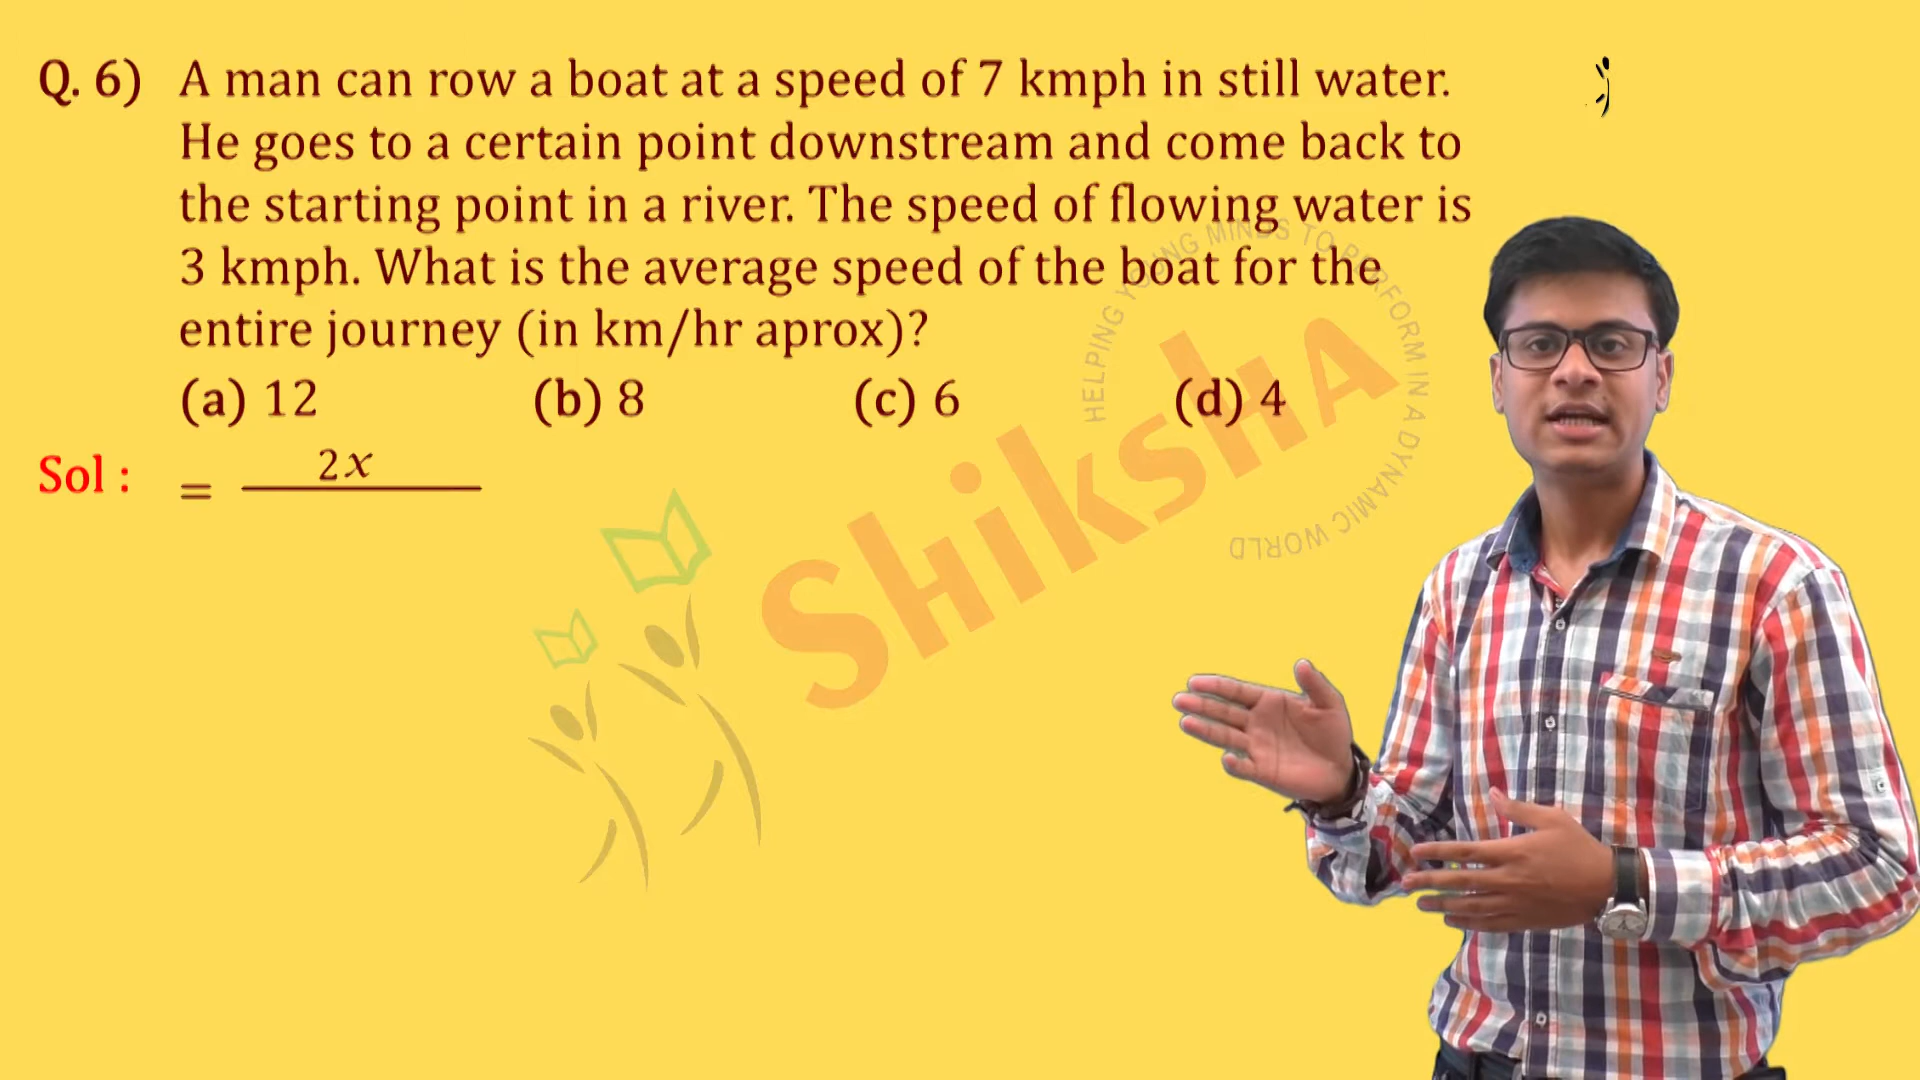 Q. 6) A man can row a boat at a speed of 7 kmph in still water.
He goes to a certain point downstream and come back to
the starting point in a river. The speed of flowing water is
3 kmph. What is the average speed of the boat for the
entire journey (in km/hr aprox)?
(a) 12 (b) 8 (c) 6 (d) 4
Sol : = 2x
ShikshA
HELPING YOUNG MINDS TO PERFORM IN A DYNAMIC WORLD